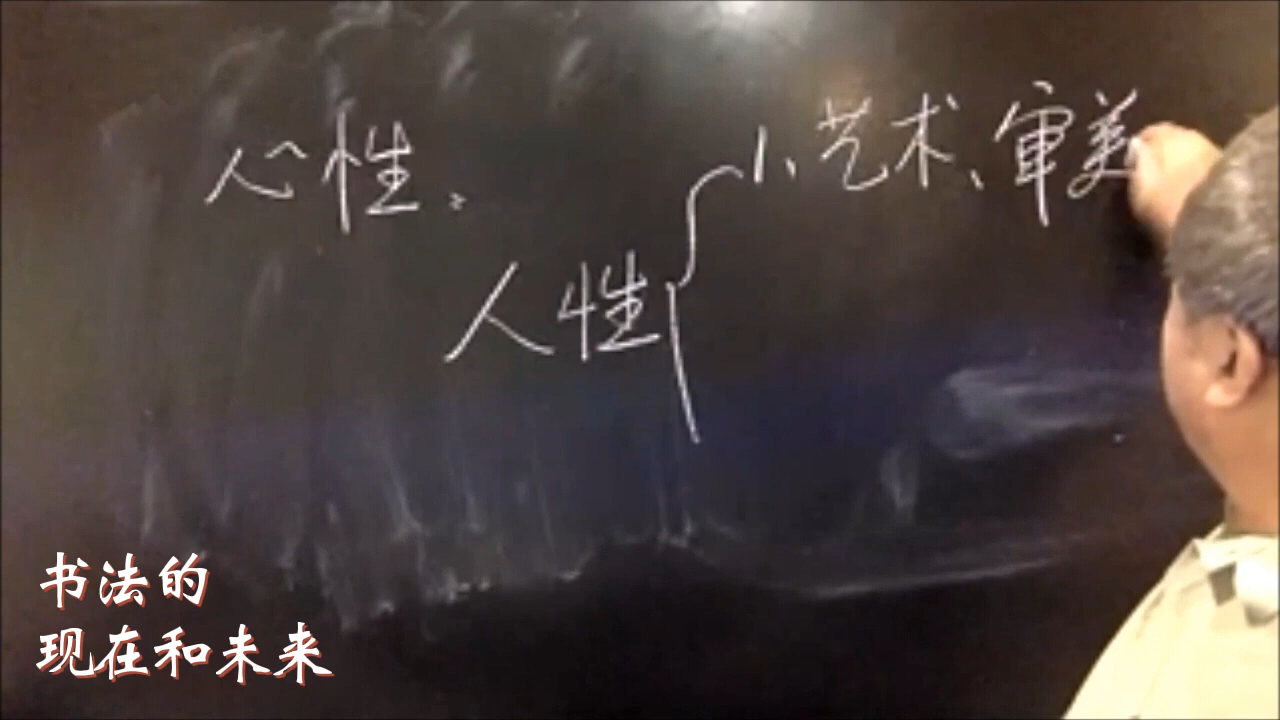 心性、
1、艺术、审美
人性
书法的
现在和未来